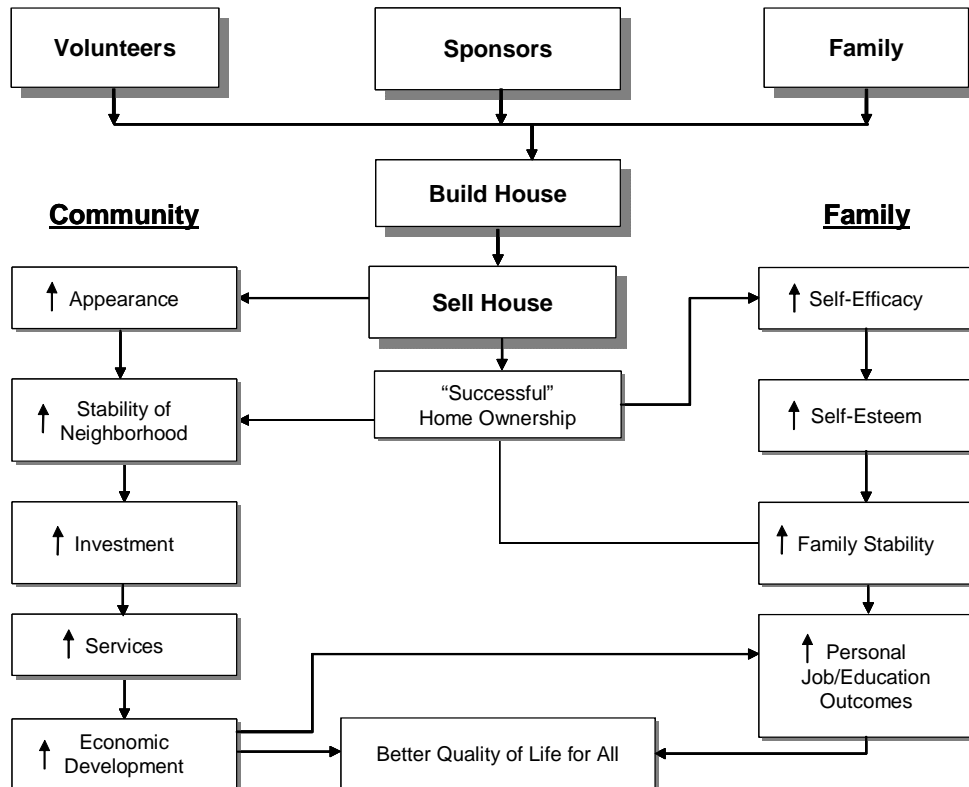 Volunteers
Sponsors
Family
Build House
Community
Family
↑ Appearance
Sell House
↑ Self-Efficacy
↑ Stability of
Neighborhood
“Successful”
Home Ownership
↑ Self-Esteem
↑ Investment
↑ Family Stability
↑ Services
↑ Personal
Job/Education
Outcomes
↑ Economic
Development
Better Quality of Life for All